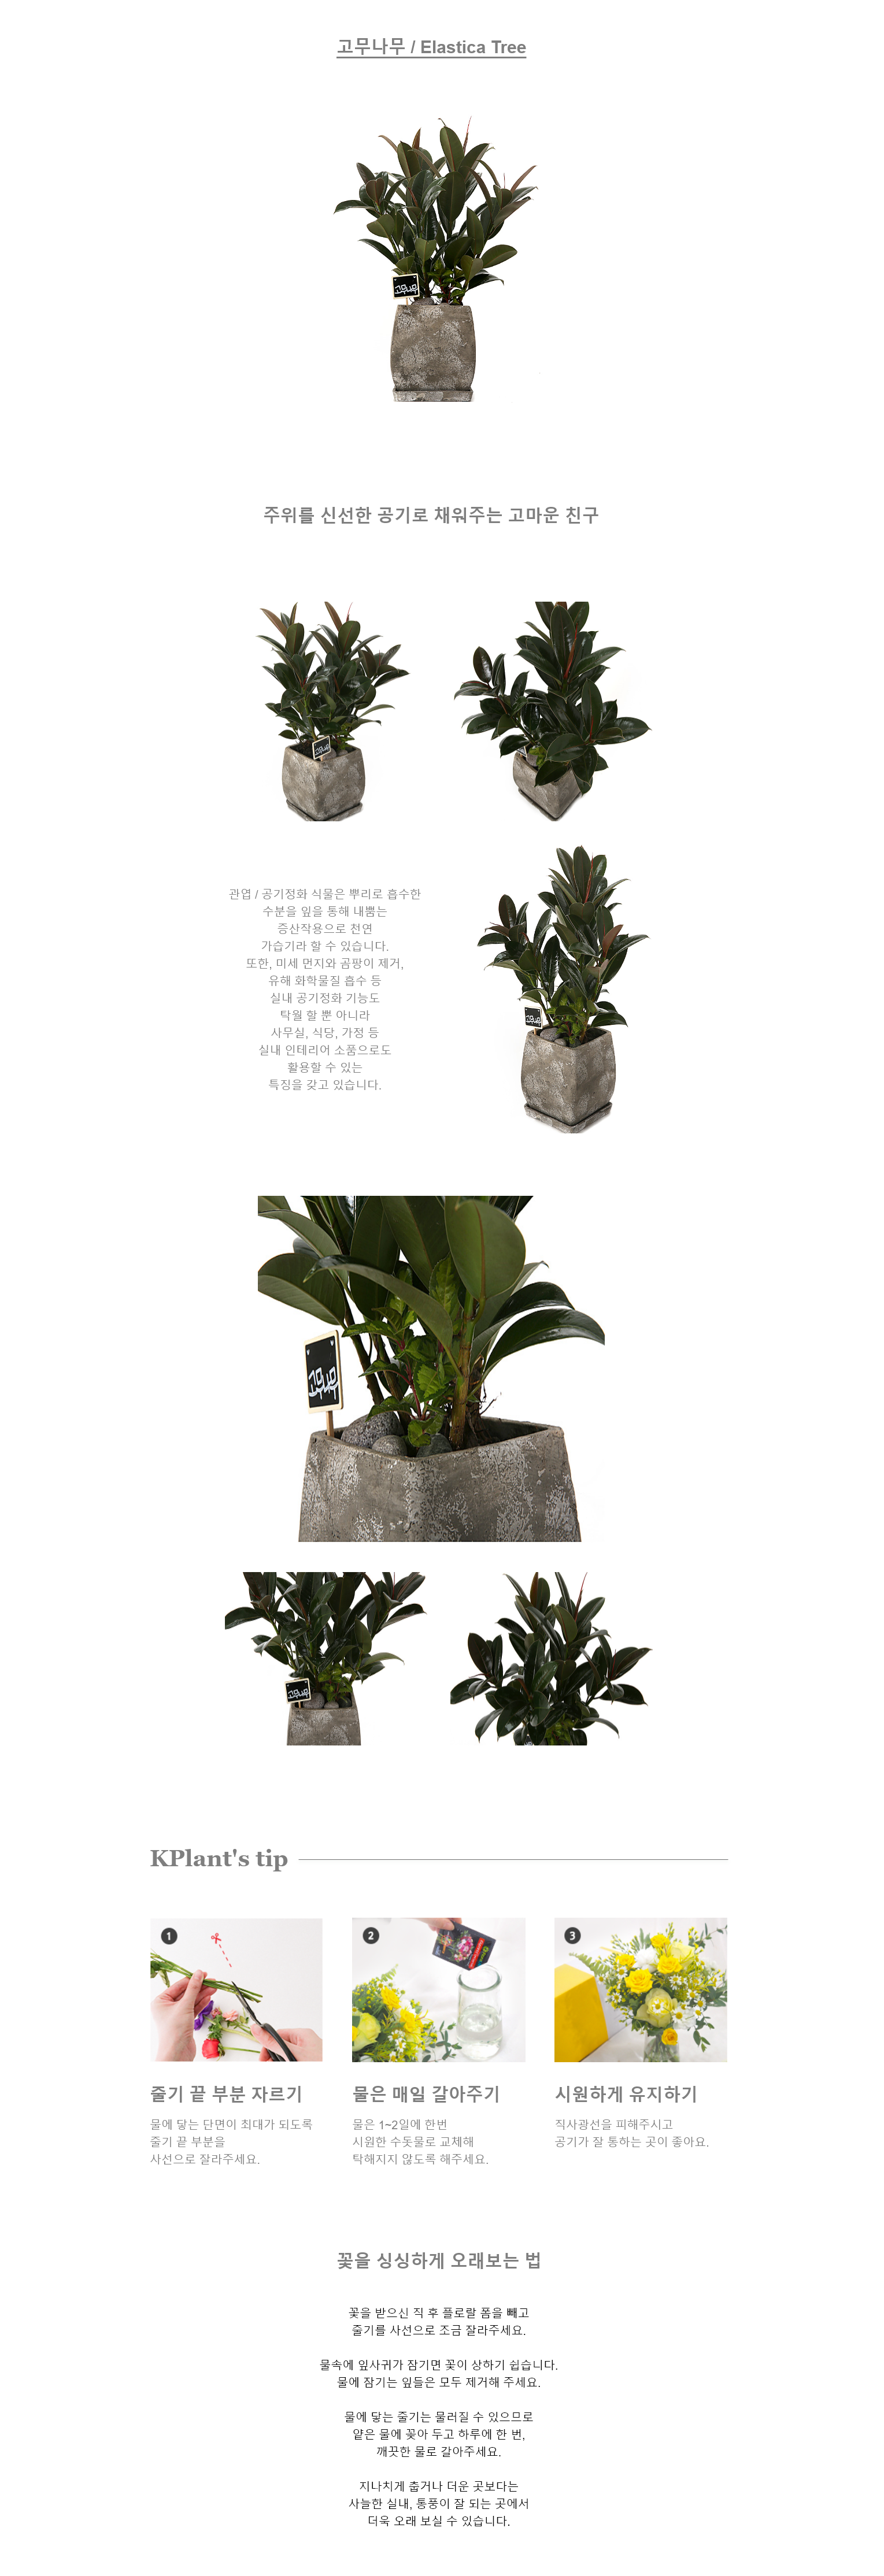 고무나무 / Elastica Tree
고무나무
주위를 신선한 공기로 채워주는 고마운 친구
고무나무
관엽 / 공기정화 식물은 뿌리로 흡수한
수분을 잎을 통해 내뿜는
증산작용으로 천연
가습기라 할 수 있습니다.
또한, 미세 먼지와 곰팡이 제거,
유해 화학물질 흡수 등
실내 공기정화 기능도
탁월 할 뿐 아니라
사무실, 식당, 가정 등
실내 인테리어 소품으로도
활용할 수 있는
특징을 갖고 있습니다.
고무나무
고무나무
고무나무
KPlant's tip
1
2
3
줄기 끝 부분 자르기
물에 닿는 단면이 최대가 되도록
줄기 끝 부분을
사선으로 잘라주세요.
물은 매일 갈아주기
물은 1~2일에 한번
시원한 수돗물로 교체해
탁해지지 않도록 해주세요.
시원하게 유지하기
직사광선을 피해주시고
공기가 잘 통하는 곳이 좋아요.
꽃을 싱싱하게 오래보는 법
꽃을 받으신 직 후 플로랄 폼을 빼고
줄기를 사선으로 조금 잘라주세요.
물속에 잎사귀가 잠기면 꽃이 상하기 쉽습니다.
물에 잠기는 잎들은 모두 제거해 주세요.
물에 닿는 줄기는 물러질 수 있으므로
얕은 물에 꽂아 두고 하루에 한 번,
깨끗한 물로 갈아주세요.
지나치게 춥거나 더운 곳보다는
사늘한 실내, 통풍이 잘 되는 곳에서
더욱 오래 보실 수 있습니다.